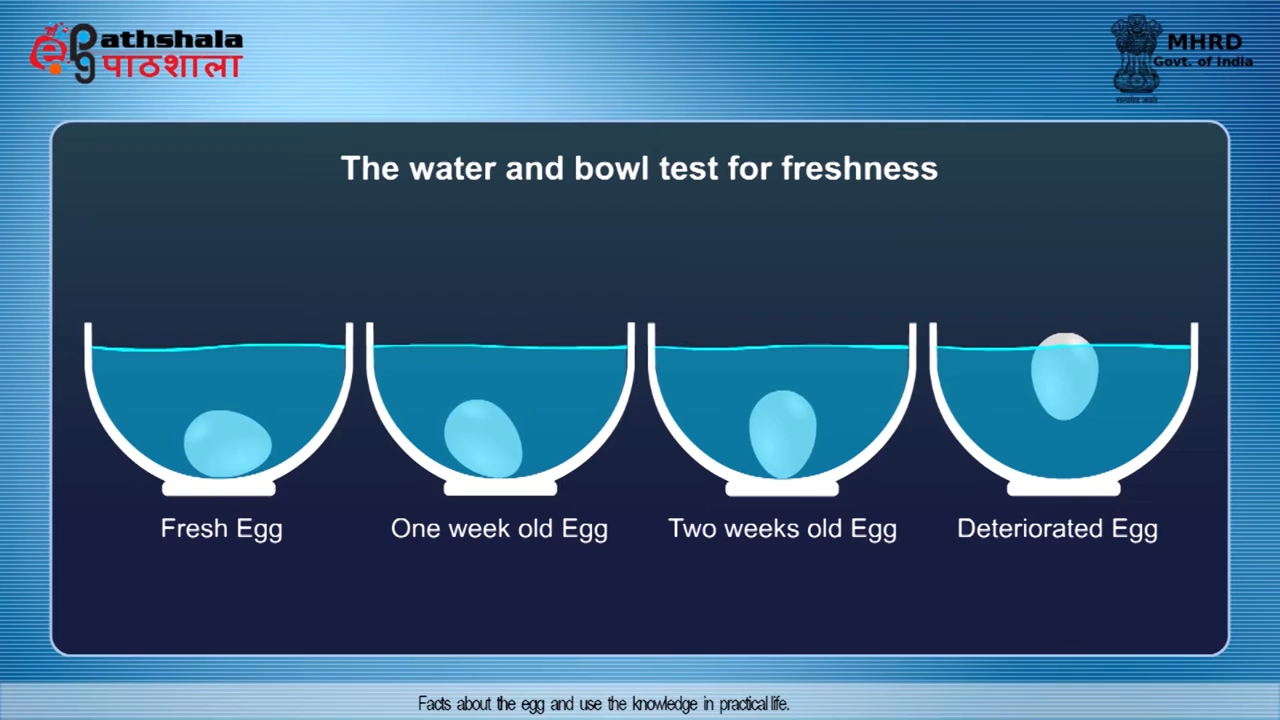 ePG Pathshala
पाठशाला
MHRD
Govt. of India
The water and bowl test for freshness
Fresh Egg
One week old Egg
Two weeks old Egg
Deteriorated Egg
Facts about the egg and use the knowledge in practical life.